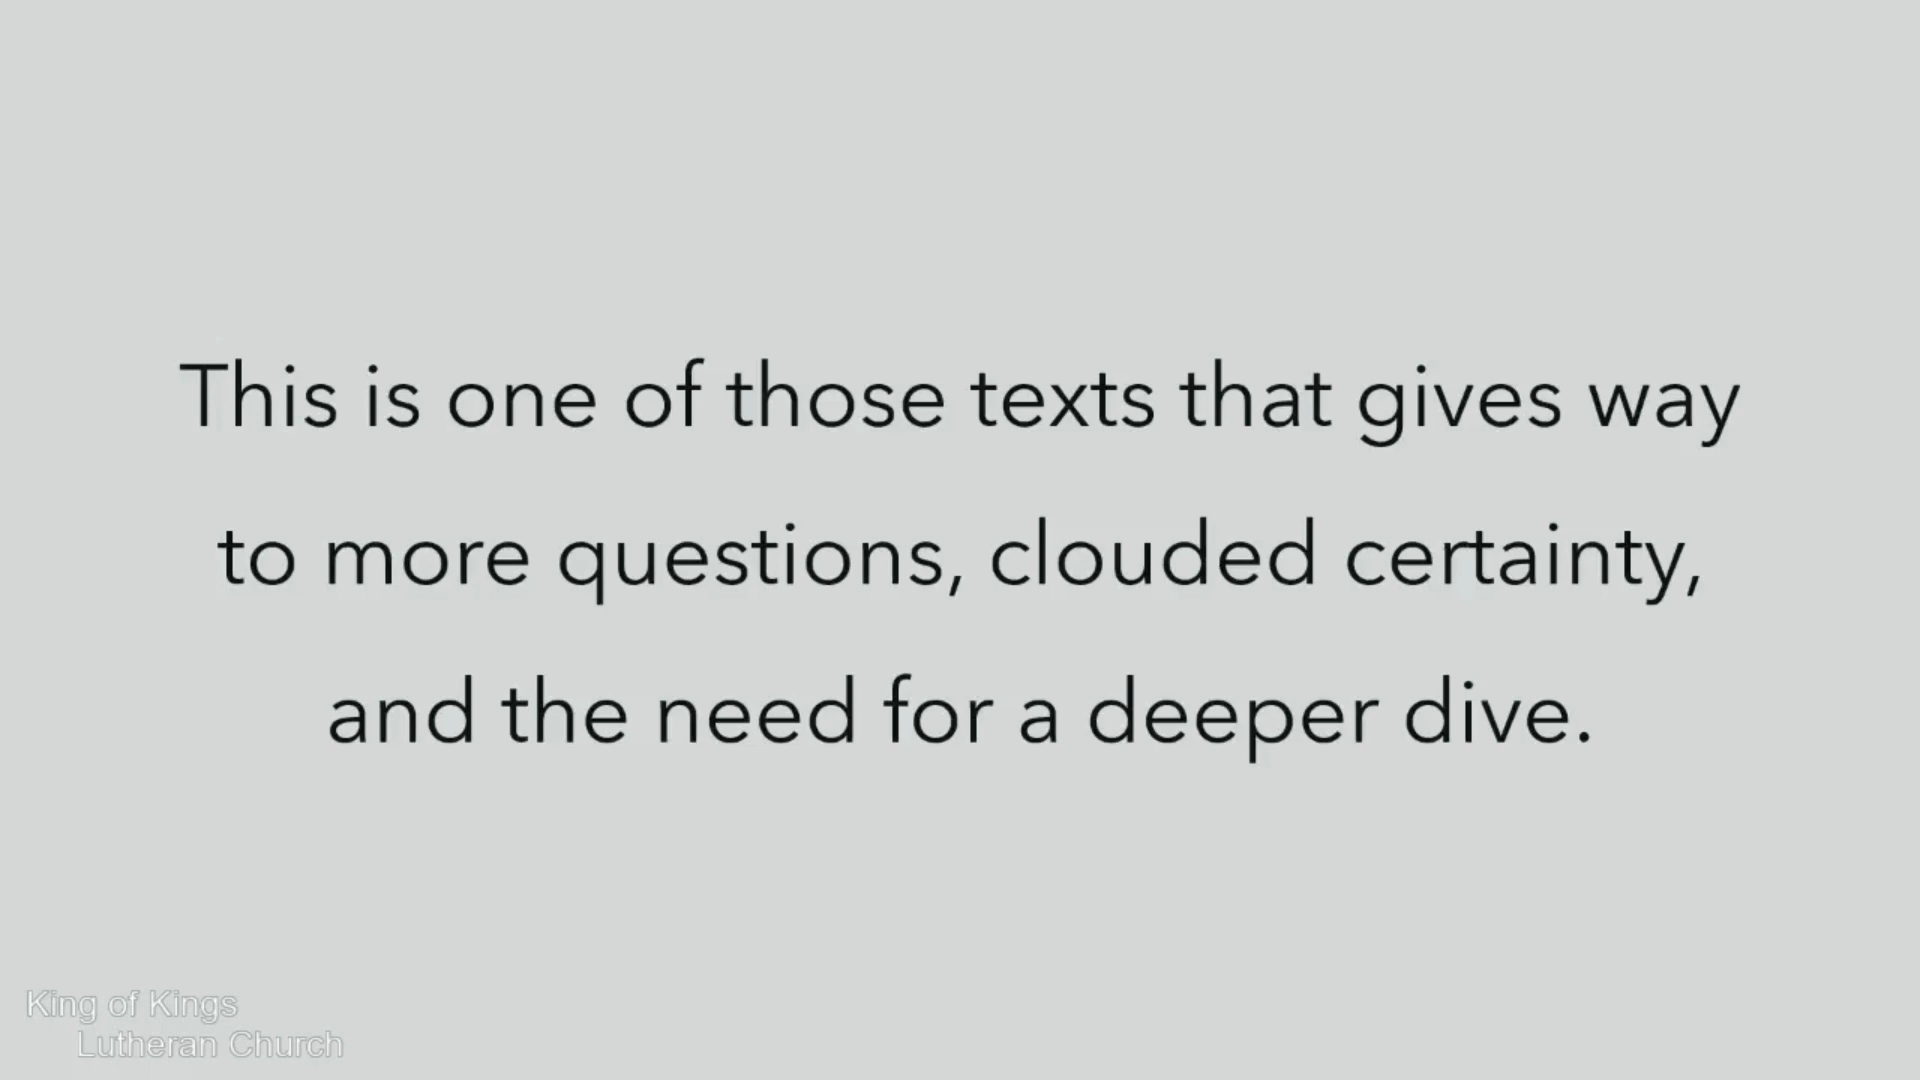 This is one of those texts that gives way
to more questions, clouded certainty,
and the need for a deeper dive.
King of Kings
Lutheran Church